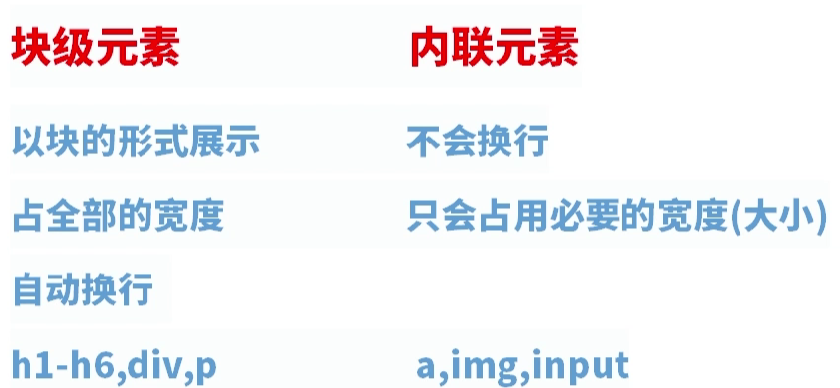 块级元素 内联元素
以块的形式展示 不会换行
占全部的宽度 只会占用必要的宽度(大小)
自动换行
h1-h6,div,p a,img,input